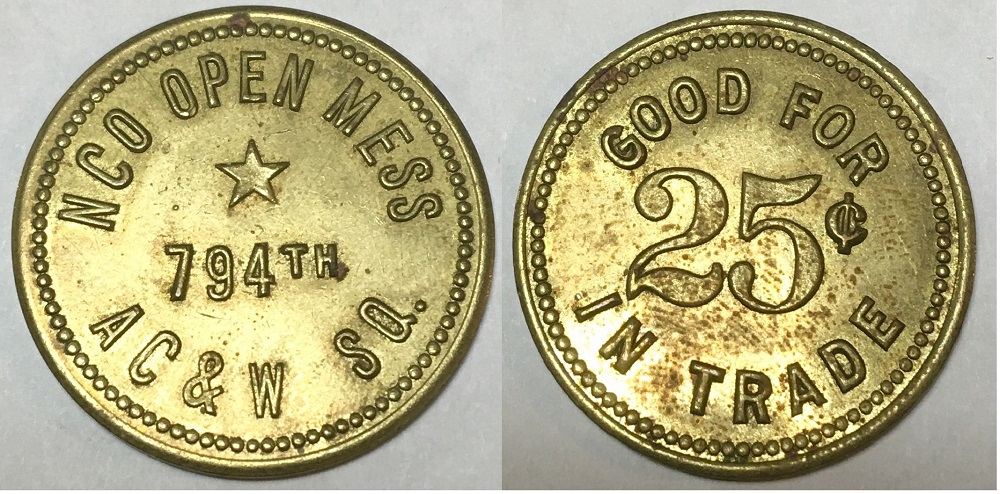 NCO OPEN MESS
794TH
AC & W SQ.
GOOD FOR
25¢
IN TRADE